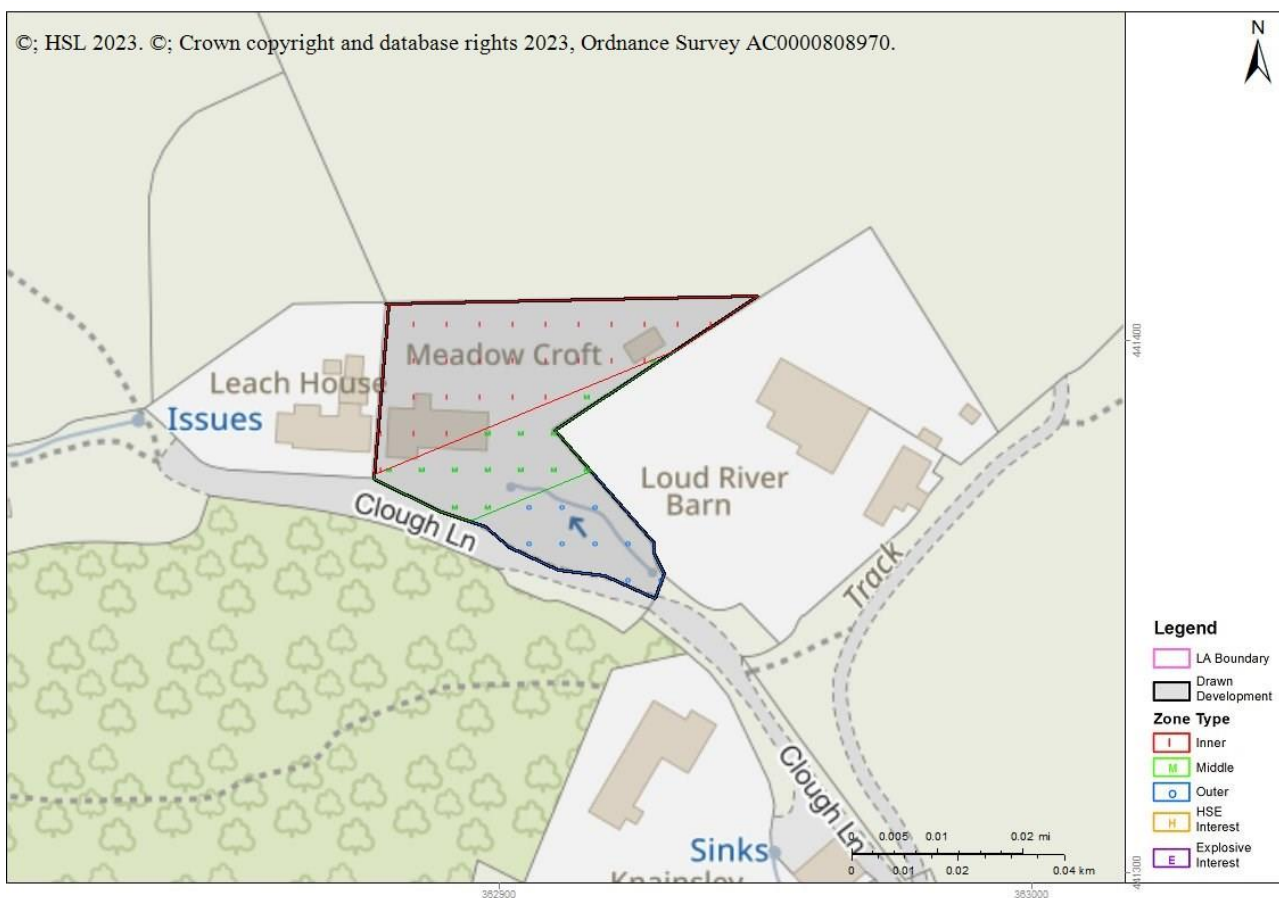 ©; HSL 2023. ©; Crown copyright and database rights 2023, Ordnance Survey AC0000808970.
N
441400
Meadow Croft
Leach House
Issues
Loud River
Barn
Clough Ln
Track
Clough Ln
Sinks
Knainsley
0 0.005 0.01 0.02 mi
0 0.01 0.02 0.04 km
441300
362900
363000
Legend
LA Boundary
Drawn
Development
Zone Type
I Inner
M Middle
O Outer
H HSE
Interest
E Explosive
Interest